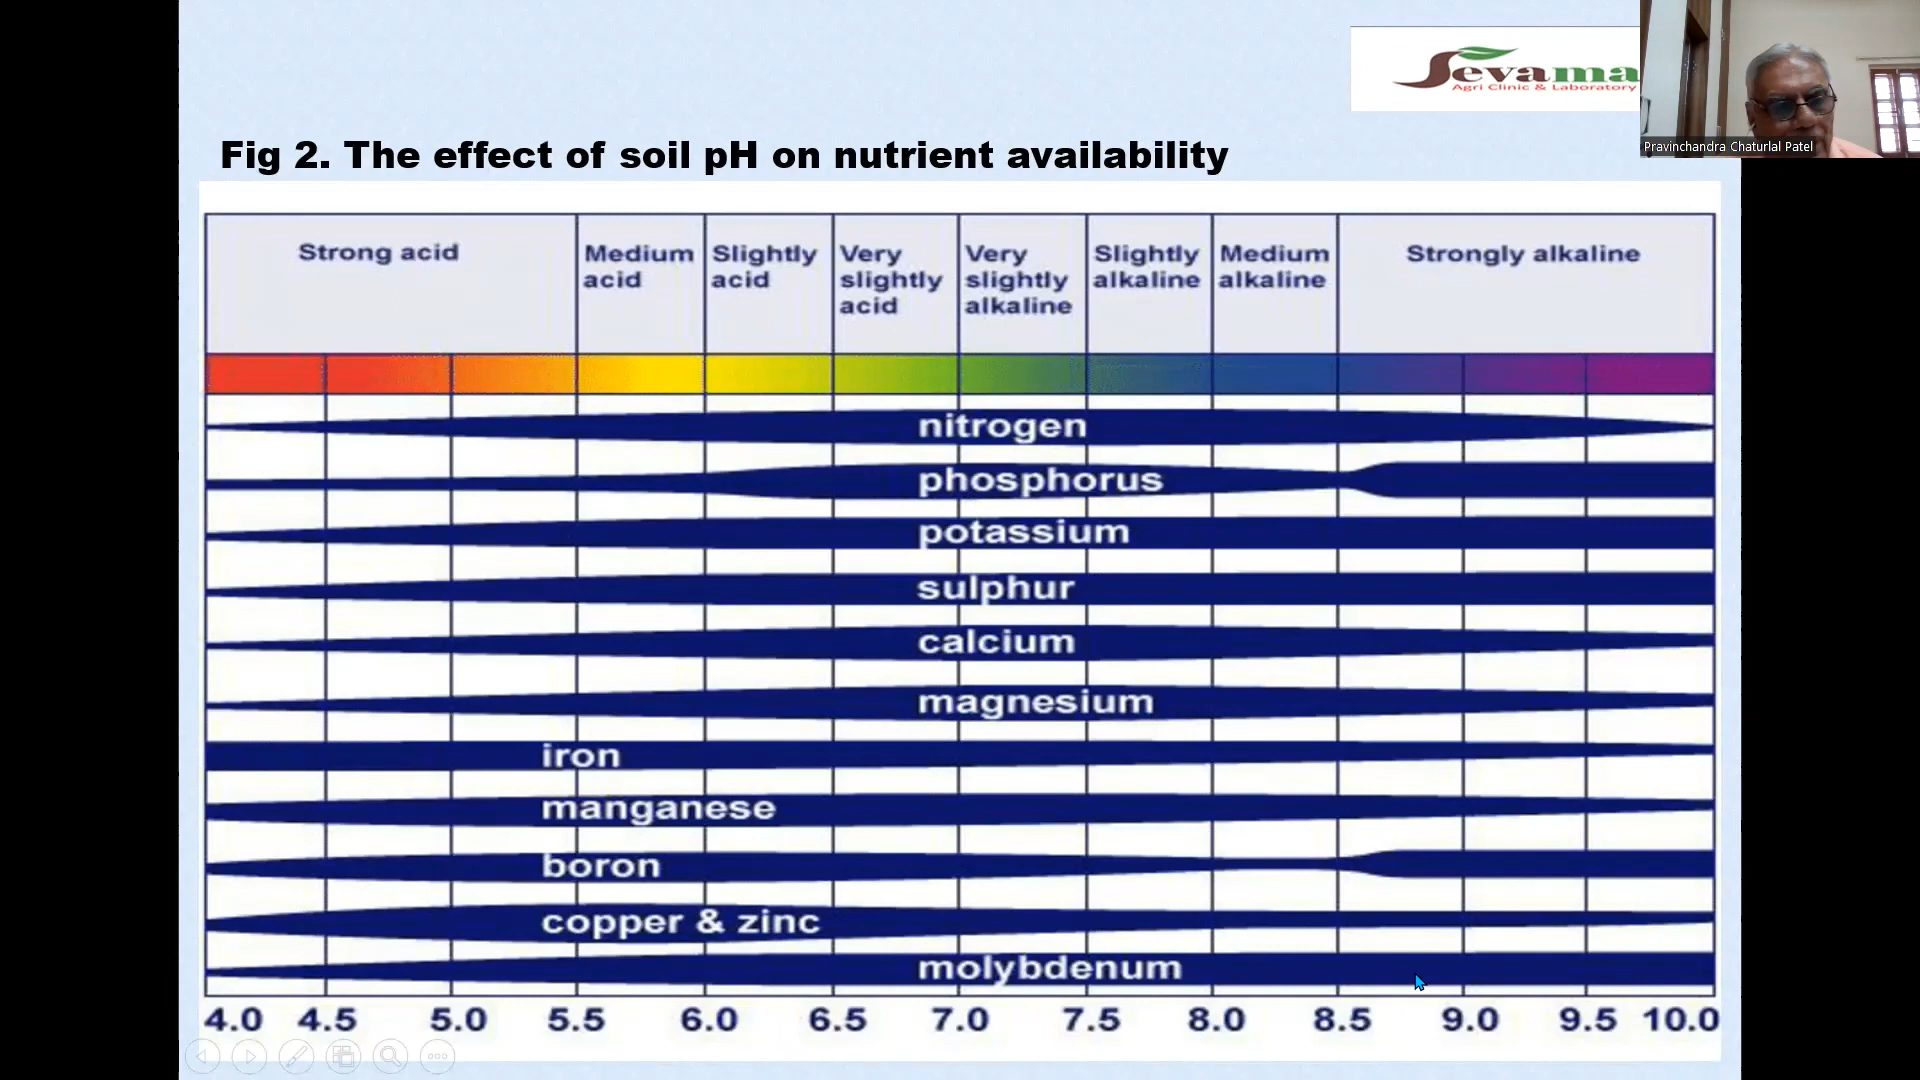 Sevama
Agri Clinic & Laboratory
Pravinchandra Chaturlal Patel
Fig 2. The effect of soil pH on nutrient availability
Strong acid
Medium
acid
Slightly
acid
Very
slightly
acid
Very
slightly
alkaline
Slightly
alkaline
Medium
alkaline
Strongly alkaline
nitrogen
phosphorus
potassium
sulphur
calcium
magnesium
iron
manganese
boron
copper & zinc
molybdenum
4.0 4.5 5.0 5.5 6.0 6.5 7.0 7.5 8.0 8.5 9.0 9.5 10.0